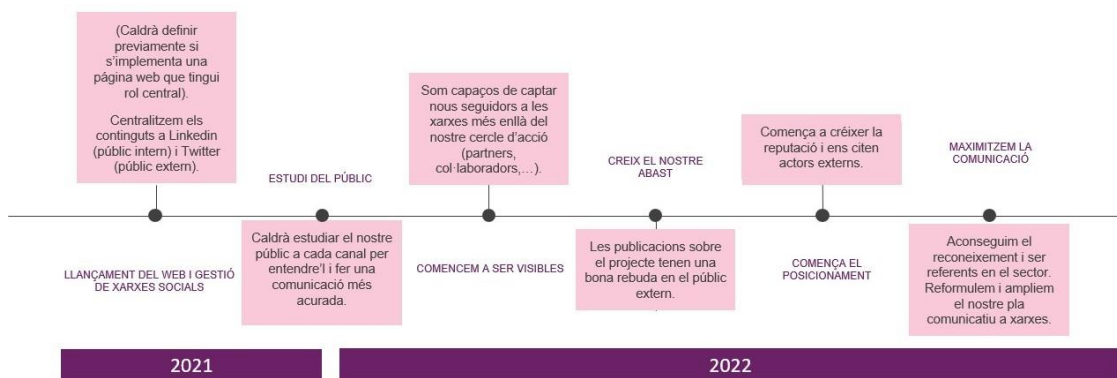 (Caldrà definir
previament si
s'implementa una
página web que tingui
rol central).
Centralitzem els
continguts a Linkedin
(públic intern) i Twitter
(públic extern).
LLANÇAMENT DEL WEB I GESTIÓ
DE XARXES SOCIALS
ESTUDI DEL PÚBLIC
Caldrà estudiar el nostre
públic a cada canal per
entendre'l i fer una
comunicació més
acurada.
Som capaços de captar
nous seguidors a les
xarxes més enllà del
nostre cercle d'acció
(partners,
col·laboradors,...).
COMENCEM A SER VISIBLES
CREIX EL NOSTRE
ABAST
Les publicacions sobre
el projecte tenen una
bona rebuda en el públic
extern.
Comença a créixer la
reputació i ens citen
actors externs.
COMENÇA EL
POSICIONAMENT
MAXIMITZEM LA
COMUNICACIÓ
Aconseguim el
reconeixement i ser
referents en el sector.
Reformulem i ampliem
el nostre pla
comunicatiu a xarxes.
2021
2022